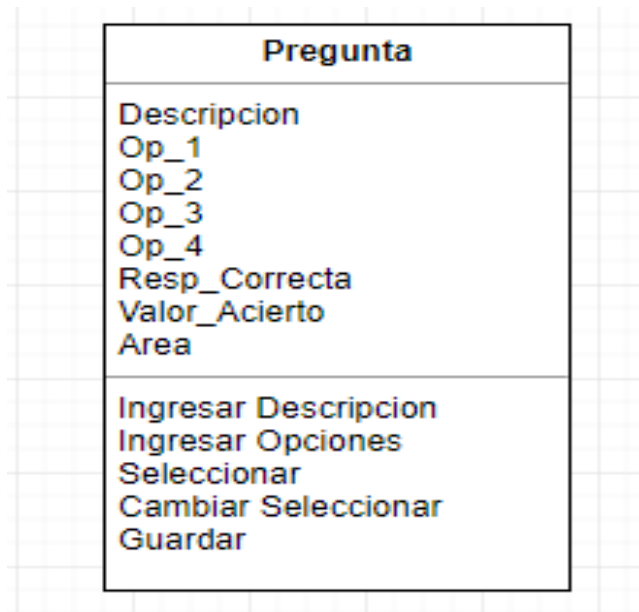 Pregunta
Descripcion
Op_1
Op_2
Op_3
Op_4
Resp_Correcta
Valor_Acierto
Area
Ingresar Descripcion
Ingresar Opciones
Seleccionar
Cambiar Seleccionar
Guardar